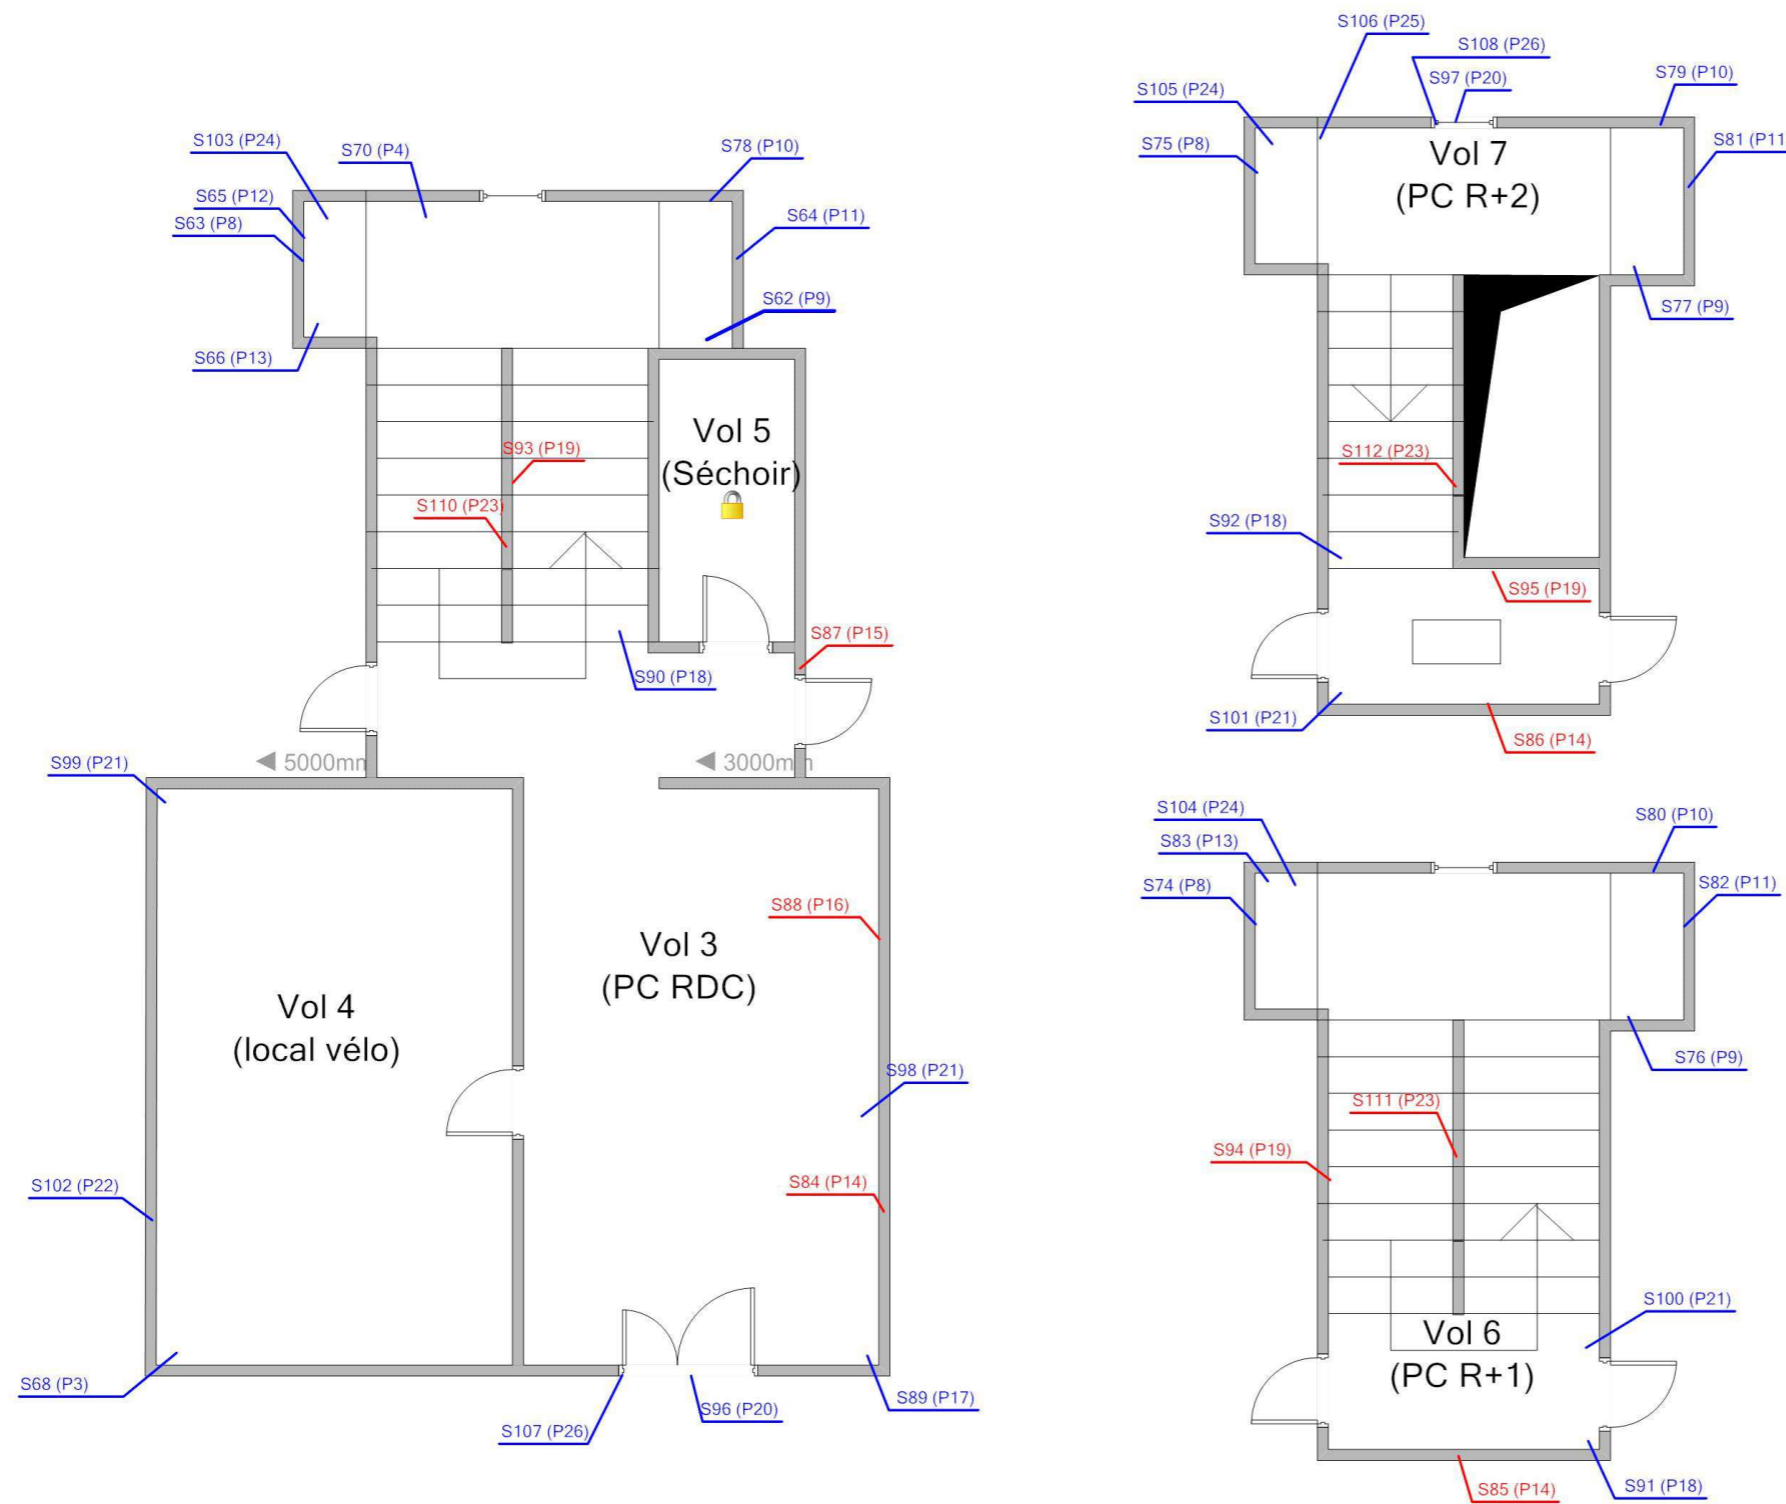 S106 (P25)
S108 (P26)
S97 (P20)
S79 (P10)
S105 (P24)
S75 (P8)
S81 (P11
Vol 7
(PC R+2)
S77 (P9)
S112 (P23)
S92 (P18)
S95 (P19)
S101 (P21)
S86 (P14)
S103 (P24)
S70 (P4)
S78 (P10)
S65 (P12)
S63 (P8)
S64 (P11)
S62 (P9)
S66 (P13)
Vol 5
(Séchoir)
S93 (P19)
S110 (P23)
S87 (P15)
S90 (P18)
S99 (P21)
◄ 5000mm
◄ 3000mm
S88 (P16)
Vol 3
(PC RDC)
Vol 4
(local vélo)
S98 (P21)
S102 (P22)
S84 (P14)
S68 (P3)
S107 (P26)
S96 (P20)
S89 (P17)
S104 (P24)
S80 (P10)
S83 (P13)
S74 (P8)
S82 (P11)
S76 (P9)
S111 (P23)
S94 (P19)
S100 (P21)
Vol 6
(PC R+1)
S85 (P14)
S91 (P18)